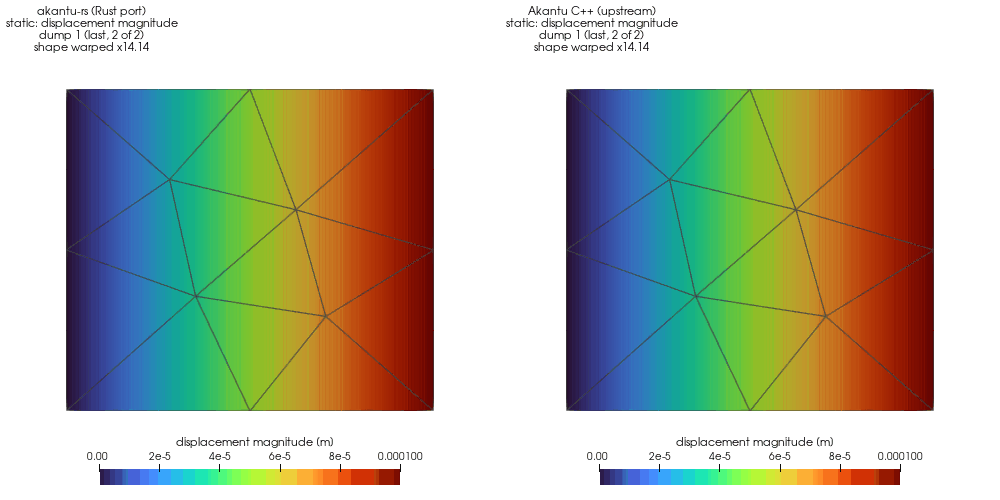 akantu-rs (Rust port)
static: displacement magnitude
dump 1 (last, 2 of 2)
shape warped x14.14
Akantu C++ (upstream)
static: displacement magnitude
dump 1 (last, 2 of 2)
shape warped x14.14
displacement magnitude (m)
0.00 2e-5 4e-5 6e-5 8e-5 0.000100
displacement magnitude (m)
0.00 2e-5 4e-5 6e-5 8e-5 0.000100